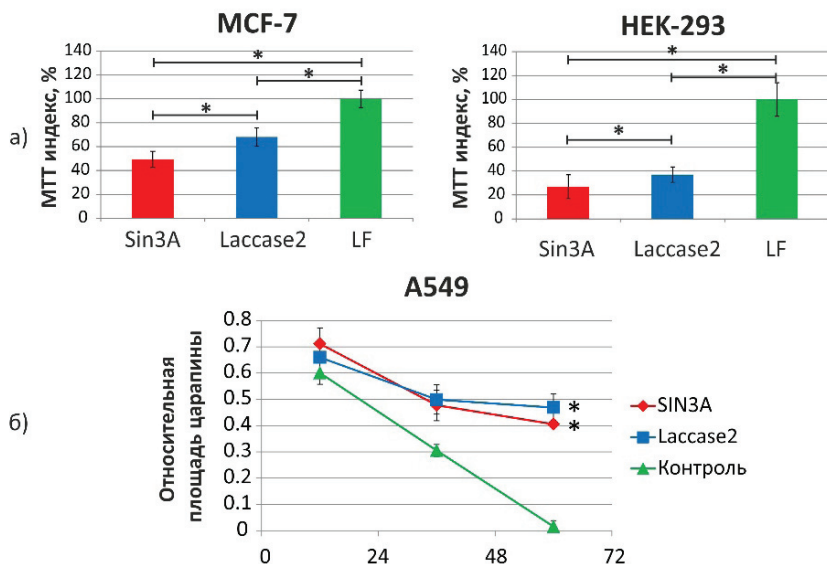 MCF-7
HEK-293
а)
МТТ индекс, %
140
120
100
80
60
40
20
0
*
*
*
Sin3A Laccase2 LF
МТТ индекс, %
140
120
100
80
60
40
20
0
*
*
*
Sin3A Laccase2 LF
A549
б)
Относительная
площадь царапины
0.8
0.7
0.6
0.5
0.4
0.3
0.2
0.1
0
*
*
0 24 48 72
SIN3A
Laccase2
Контроль